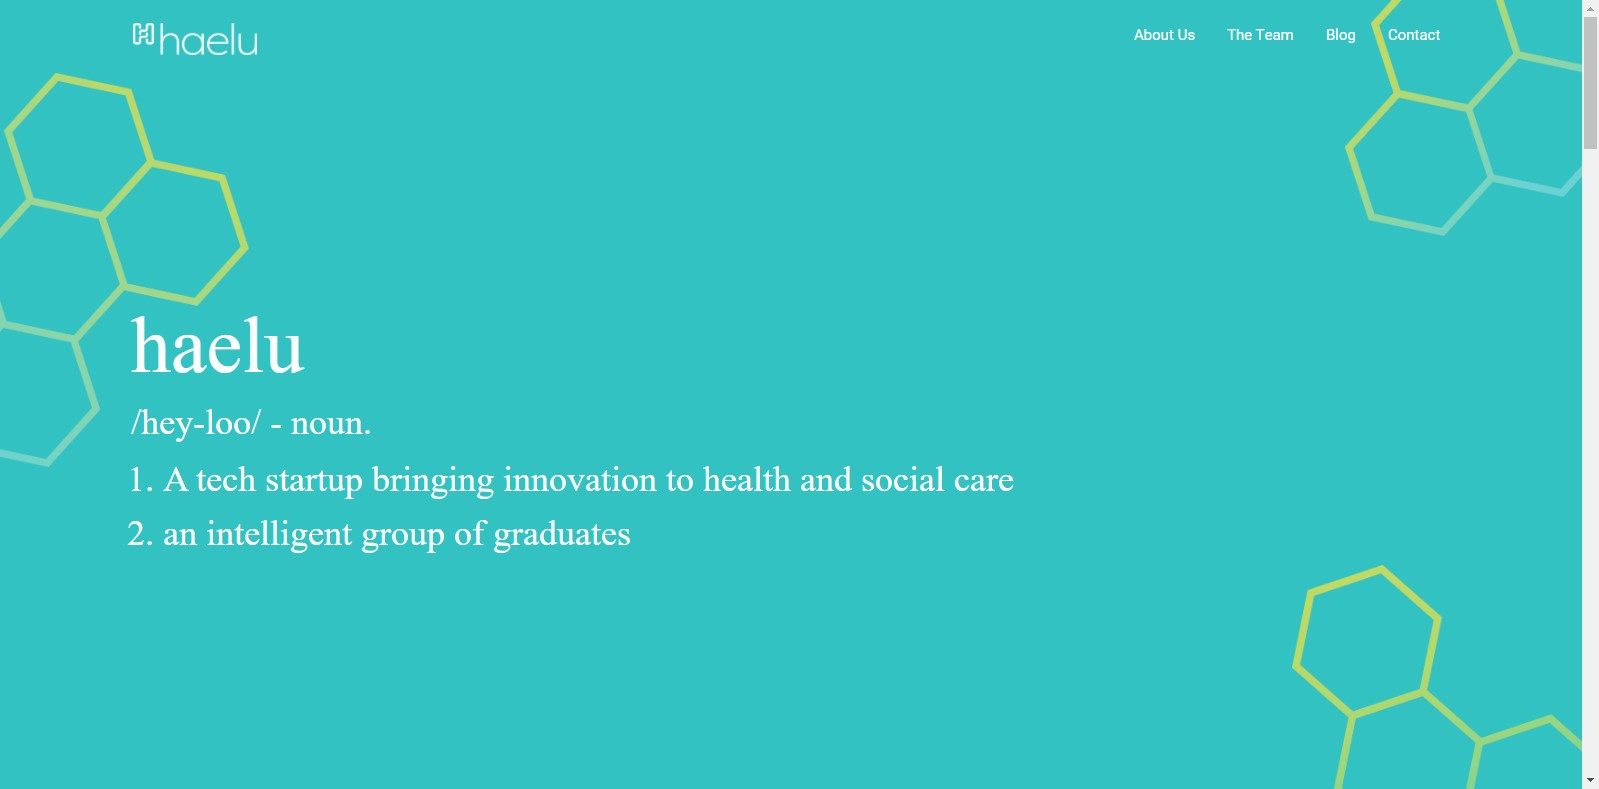 haelu
About Us The Team Blog Contact
haelu
/hey-loo/ - noun.
1. A tech startup bringing innovation to health and social care
2. an intelligent group of graduates